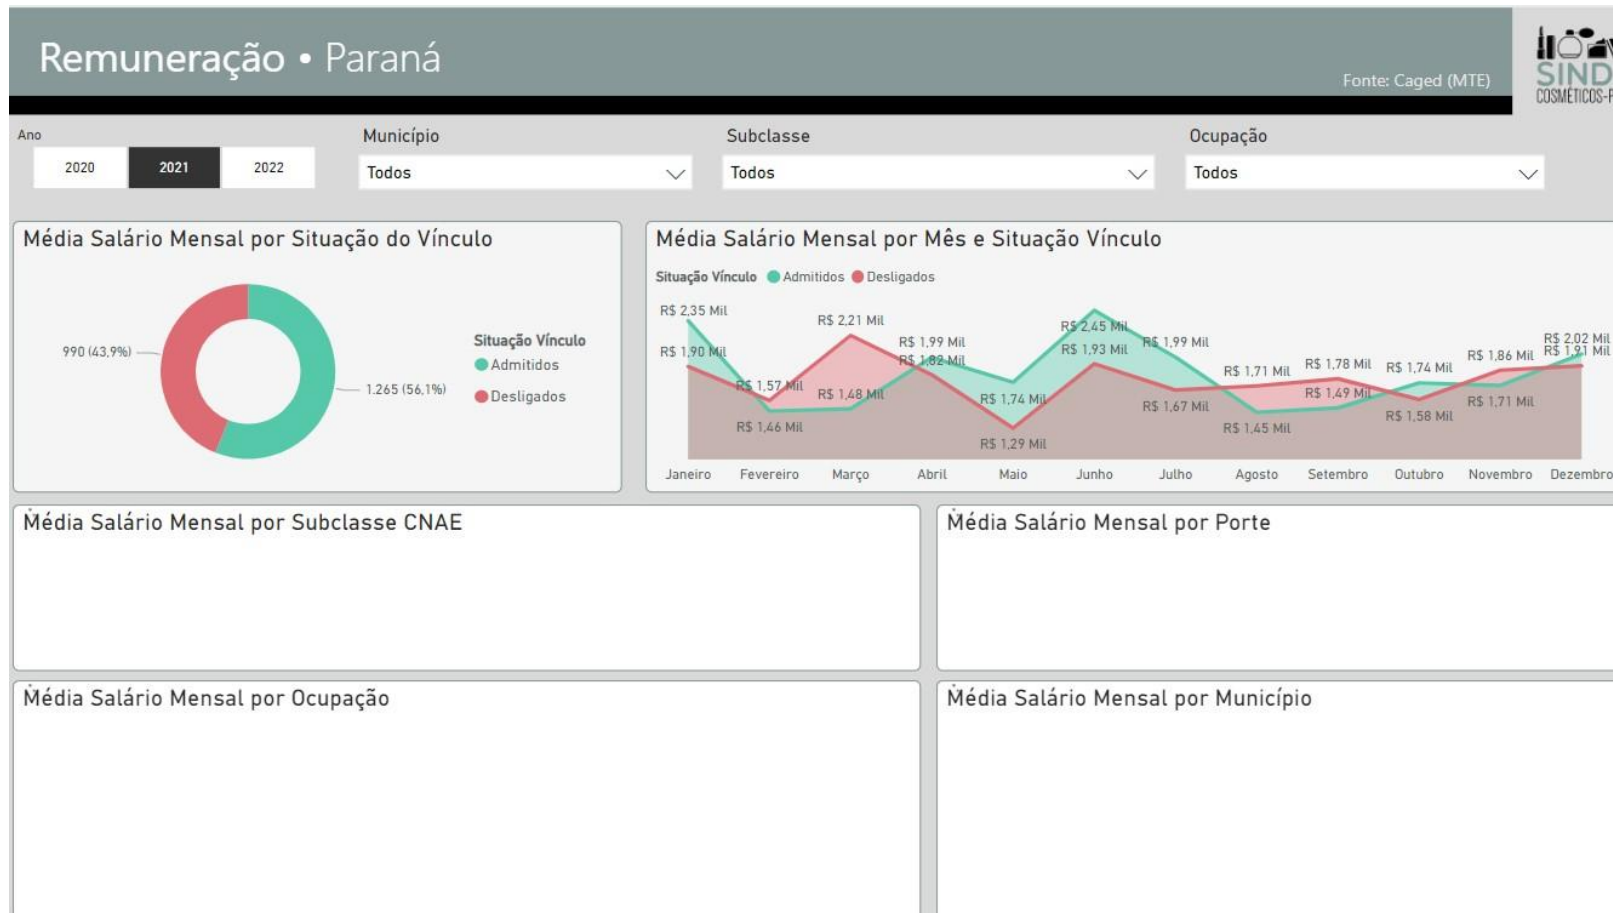 Remuneração • Paraná
Fonte: Caged (MTE)
SIND
COSMÉTICOS-P
Ano
2020
2021
2022
Município
Todos
Subclasse
Todos
Ocupação
Todos
Média Salário Mensal por Situação do Vínculo
990 (43,9%)
1.265 (56,1%)
Situação Vínculo
Admitidos
Desligados
Média Salário Mensal por Mês e Situação Vínculo
Situação Vínculo Admitidos Desligados
R$ 2,35 Mil
R$ 1,90 Mil
R$ 1,57 Mil
R$ 1,46 Mil
R$ 2,21 Mil
R$ 1,48 Mil
R$ 1,99 Mil
R$ 1,82 Mil
R$ 1,74 Mil
R$ 1,29 Mil
R$ 2,45 Mil
R$ 1,93 Mil
R$ 1,99 Mil
R$ 1,67 Mil
R$ 1,71 Mil
R$ 1,45 Mil
R$ 1,78 Mil
R$ 1,49 Mil
R$ 1,74 Mil
R$ 1,58 Mil
R$ 1,86 Mil
R$ 1,71 Mil
R$ 2,02 Mil
R$ 1,91 Mil
Janeiro Fevereiro Março Abril Maio Junho Julho Agosto Setembro Outubro Novembro Dezembro
Média Salário Mensal por Subclasse CNAE
Média Salário Mensal por Porte
Média Salário Mensal por Ocupação
Média Salário Mensal por Município